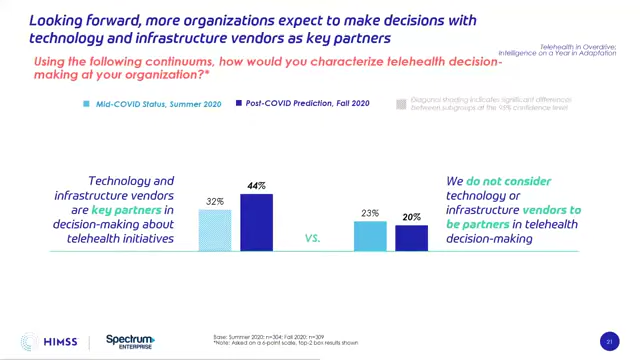 Looking forward, more organizations expect to make decisions with
technology and infrastructure vendors as key partners
Telehealth in Overdrive:
Intelligence on a Year in Adaptation
Using the following continuums, how would you characterize telehealth decision-
making at your organization?*
Mid-COVID Status, Summer 2020
Post-COVID Prediction, Fall 2020
Diagonal shading indicates significant differences
between subgroups at the 95% confidence level
Technology and
infrastructure vendors
are key partners in
decision-making about
telehealth initiatives
32%
44%
VS.
23%
20%
We do not consider
technology or
infrastructure vendors to
be partners in telehealth
decision-making
HIMSS
Spectrum
ENTERPRISE
Base: Summer 2020: n=304; Fall 2020: n=309
*Note: Asked on a 6-point scale, top-2 box results shown
21